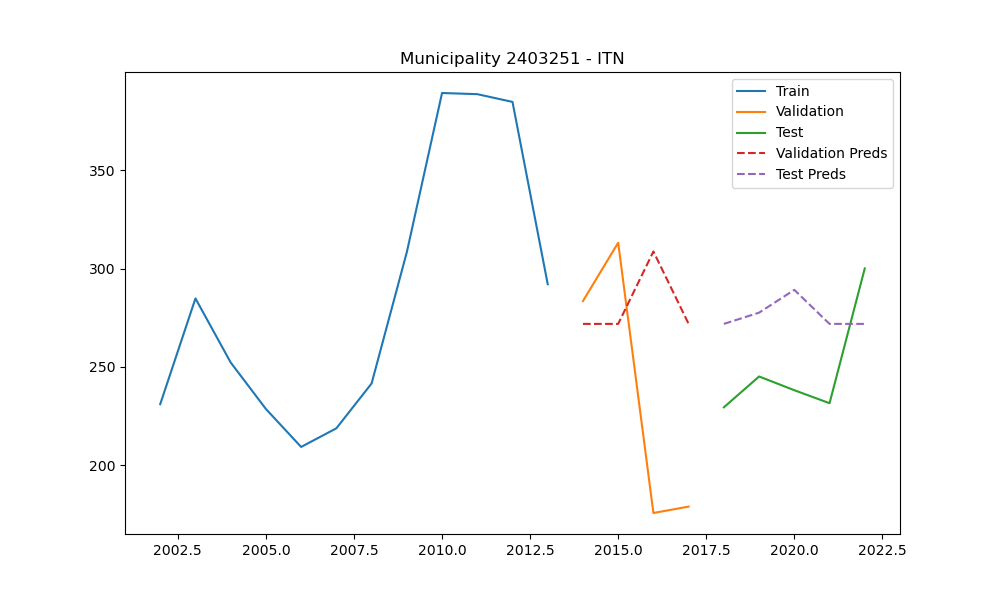 Municipality 2403251 - ITN
Train
Validation
Test
Validation Preds
Test Preds
350
300
250
200
2002.5 2005.0 2007.5 2010.0 2012.5 2015.0 2017.5 2020.0 2022.5